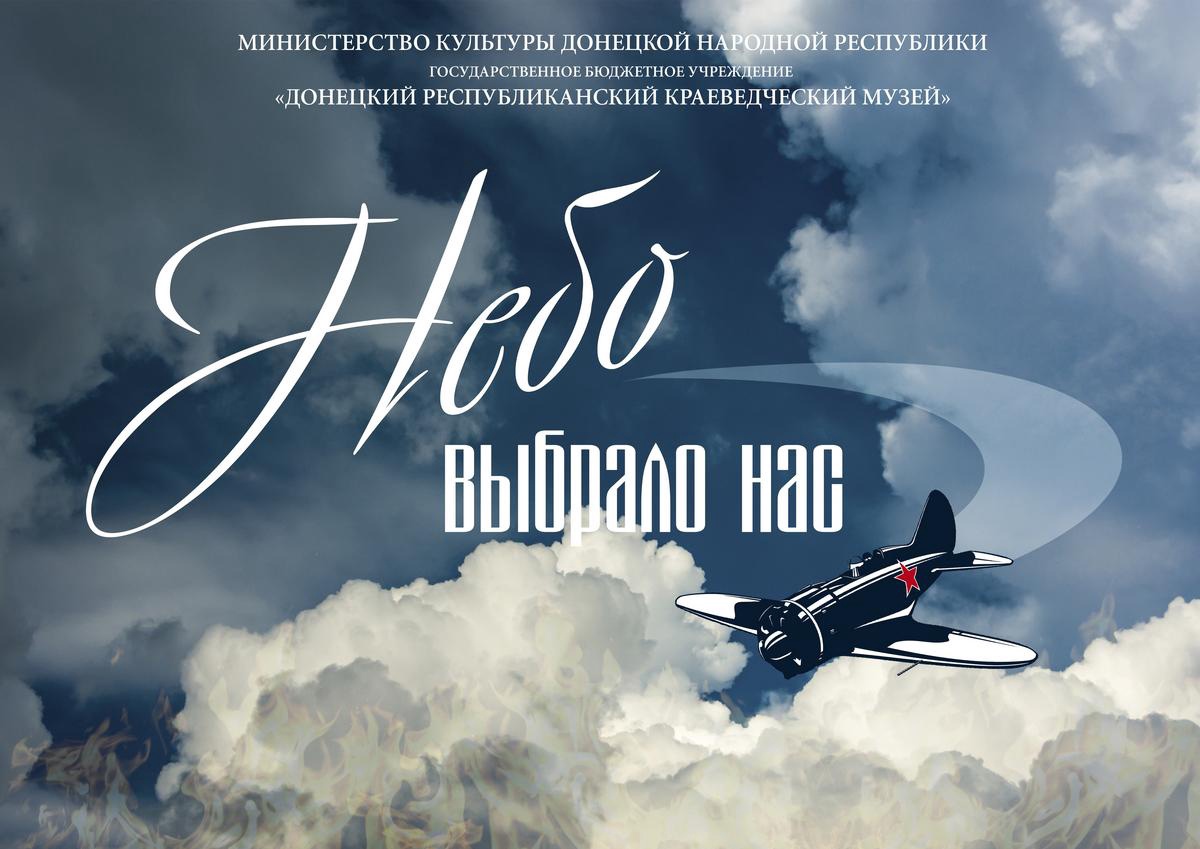 МИНИСТЕРСТВО КУЛЬТУРЫ ДОНЕЦКОЙ НАРОДНОЙ РЕСПУБЛИКИ
ГОСУДАРСТВЕННОЕ БЮДЖЕТНОЕ УЧРЕЖДЕНИЕ
«ДОНЕЦКИЙ РЕСПУБЛИКАНСКИЙ КРАЕВЕДЧЕСКИЙ МУЗЕЙ»
Небо
выбрало нас